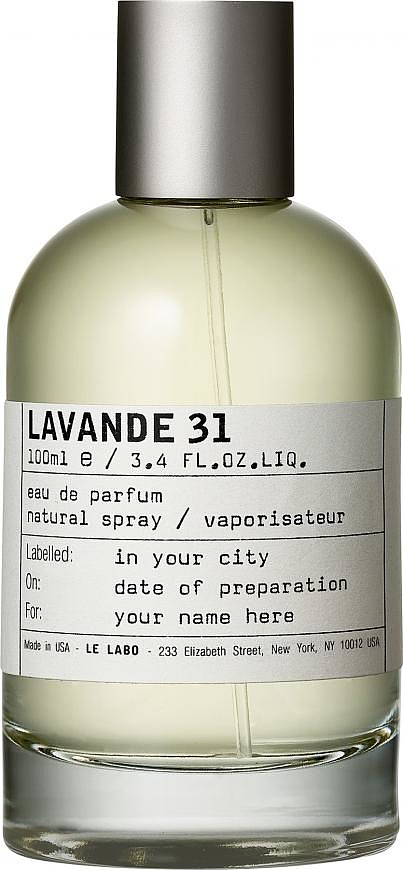 LAVANDE 31
100ml e / 3.4 FL.OZ.LIQ.
eau de parfum
natural spray / vaporisateur
Labelled: in your city
On: date of preparation
For: your name here
Made in USA - LE LABO - 233 Elizabeth Street, New York, NY 10012 USA